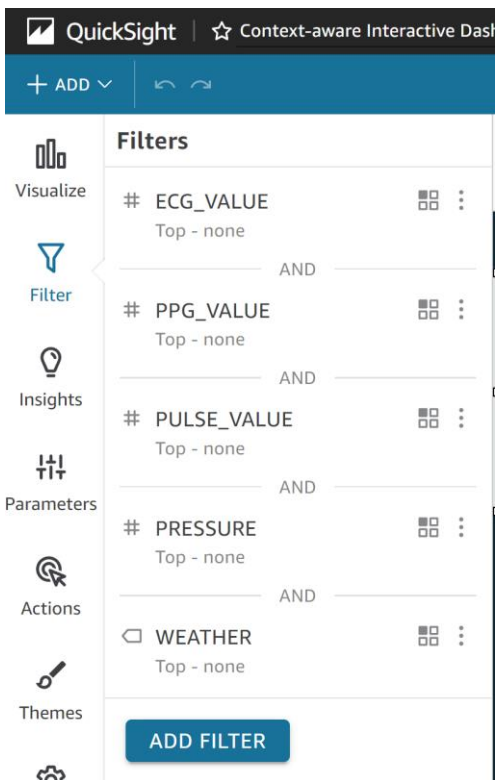 QuickSight Context-aware Interactive
+ ADD
Filters
Visualize
# ECG_VALUE
Top - none
AND
Filter
# PPG_VALUE
Top - none
AND
Insights
# PULSE_VALUE
Top - none
AND
Parameters
# PRESSURE
Top - none
AND
Actions
WEATHER
Top - none
Themes
ADD FILTER